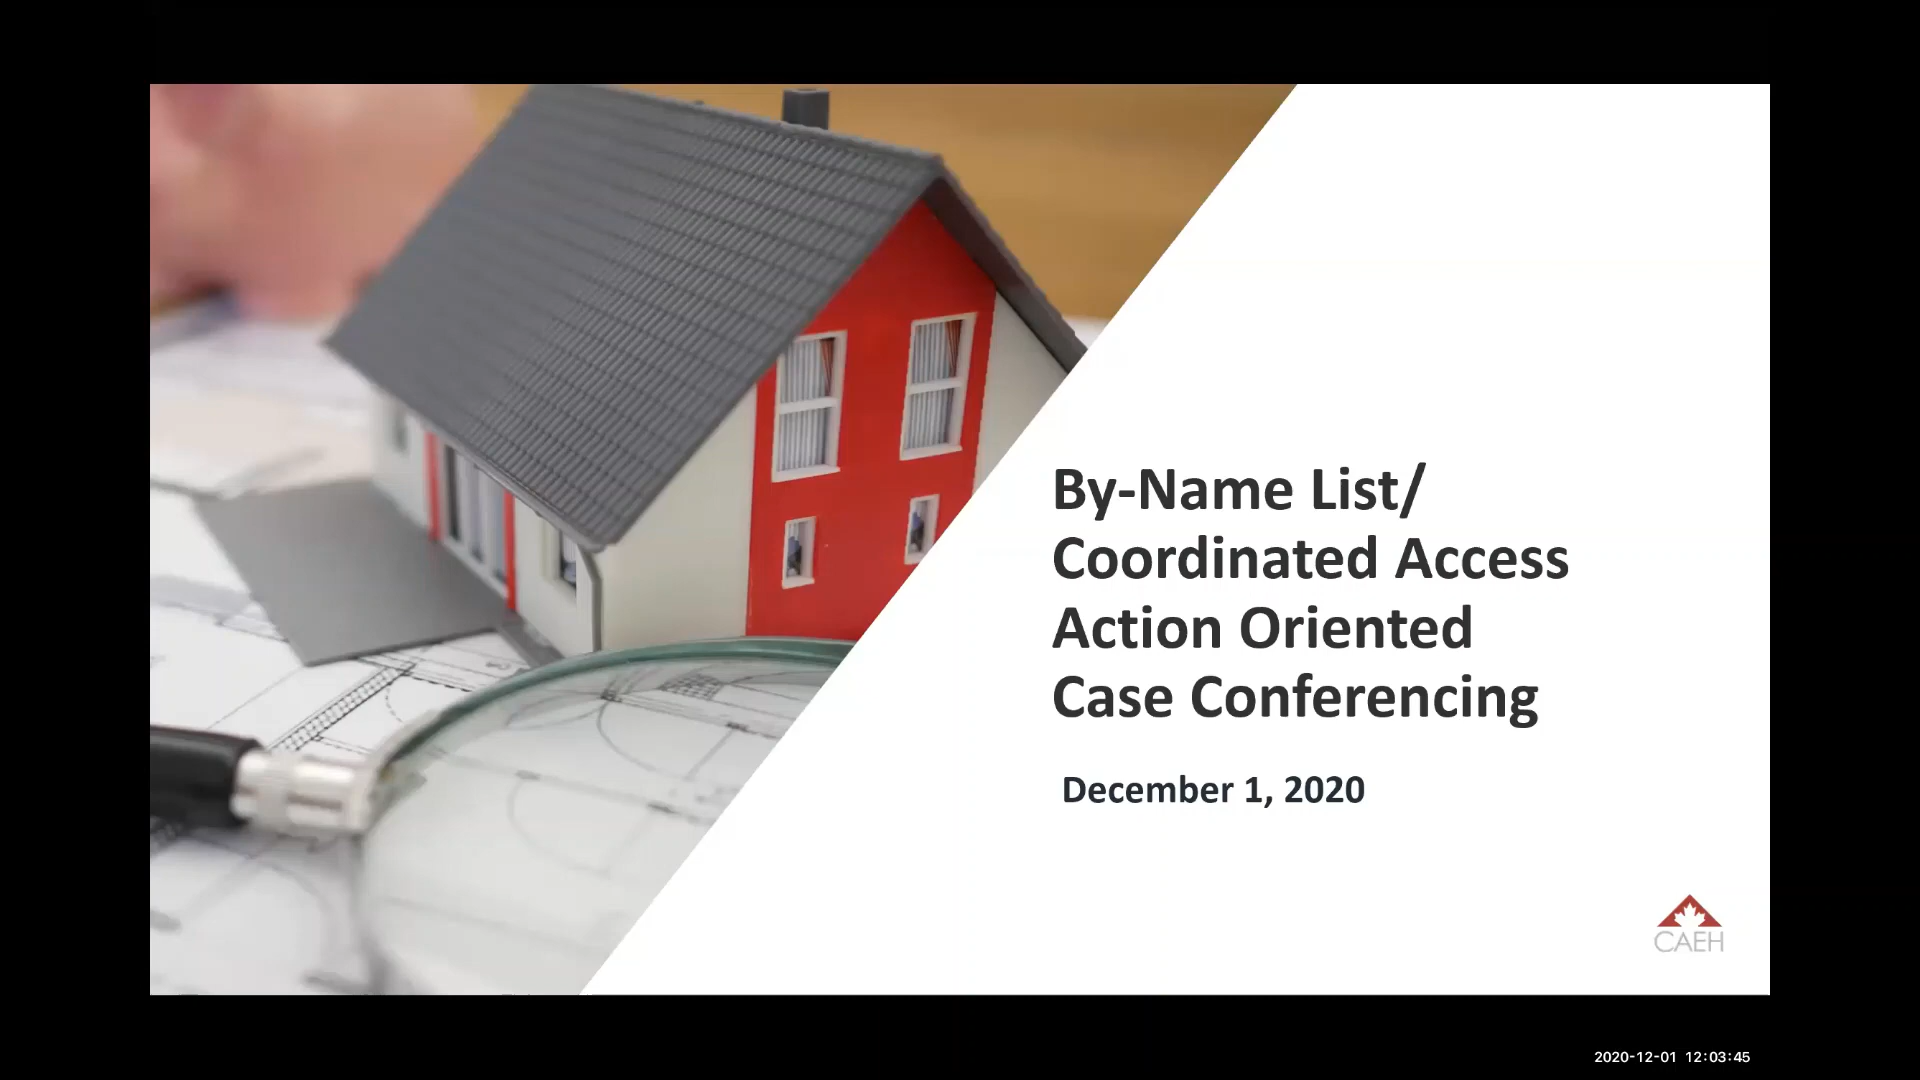 By-Name List/
Coordinated Access
Action Oriented
Case Conferencing
December 1, 2020
CAEH
2020-12-01 12:03:45